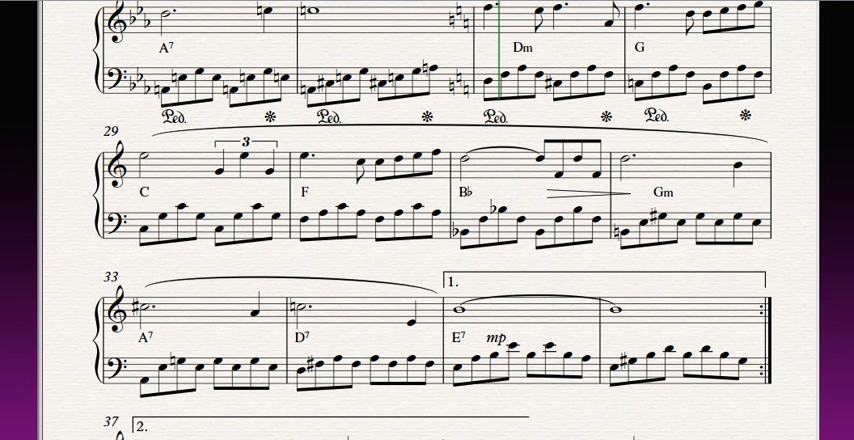 A7 Dm G
Ped. Ped. Ped. Ped.
29
3
C F B♭ Gm
33
1.
A7 D7 E7 mp
37
2.